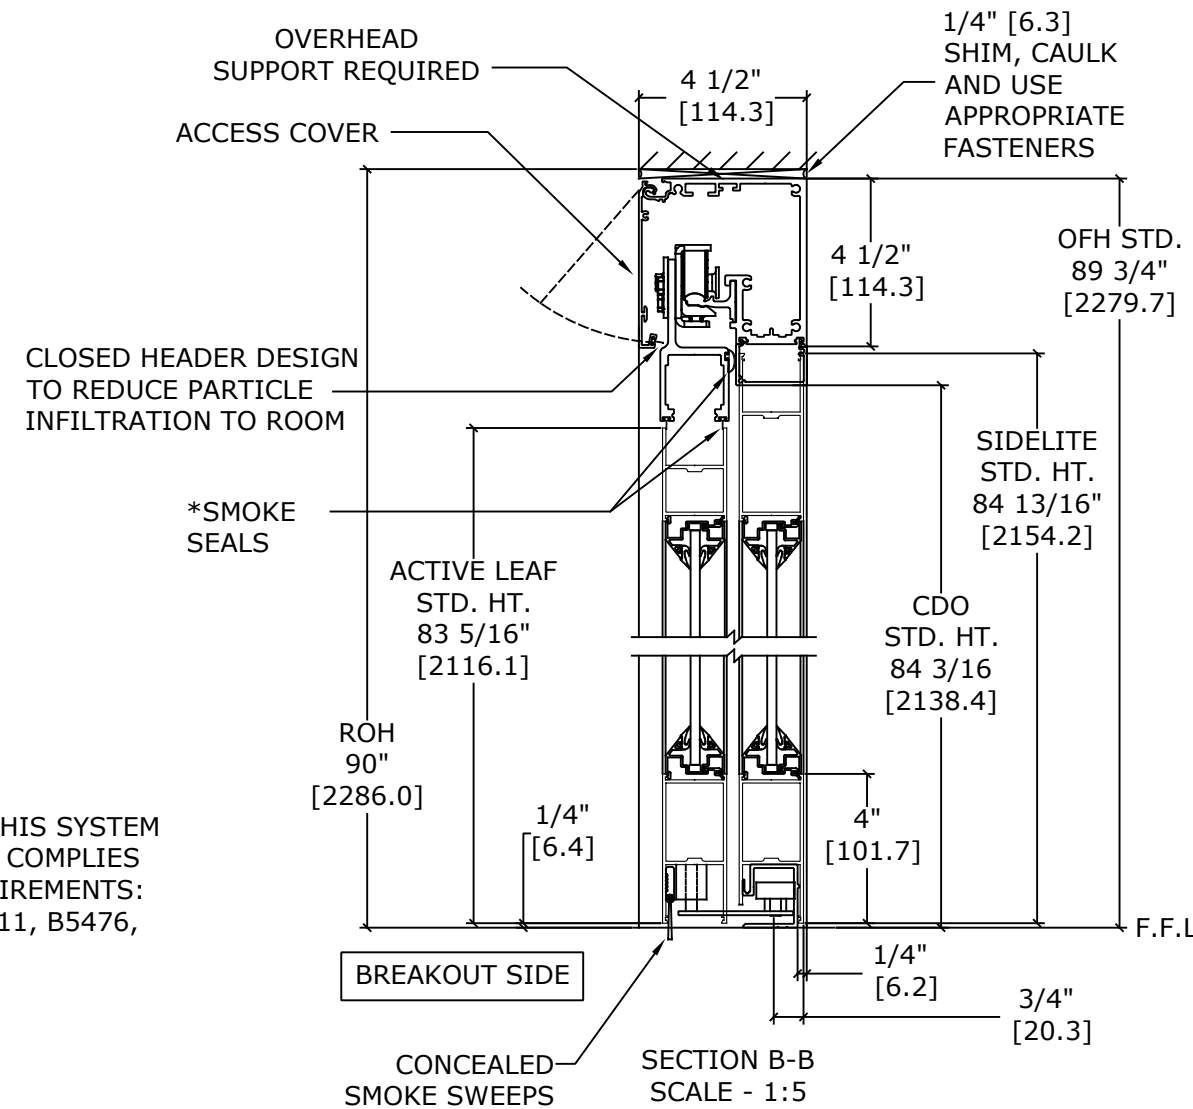 OVERHEAD
SUPPORT REQUIRED
ACCESS COVER
4 1/2"
[114.3]
1/4" [6.3]
SHIM, CAULK
AND USE
APPROPRIATE
FASTENERS
4 1/2"
[114.3]
OFH STD.
89 3/4"
[2279.7]
CLOSED HEADER DESIGN
TO REDUCE PARTICLE
INFILTRATION TO ROOM
SIDELITE
STD. HT.
84 13/16"
[2154.2]
*SMOKE
SEALS
ACTIVE LEAF
STD. HT.
83 5/16"
[2116.1]
CDO
STD. HT.
84 3/16
[2138.4]
ROH
90"
[2286.0]
1/4"
[6.4]
4"
[101.7]
HIS SYSTEM
COMPLIES
IREMENTS:
11, B5476,
F.F.L
BREAKOUT SIDE
1/4"
[6.2]
3/4"
[20.3]
CONCEALED
SMOKE SWEEPS
SECTION B-B
SCALE - 1:5